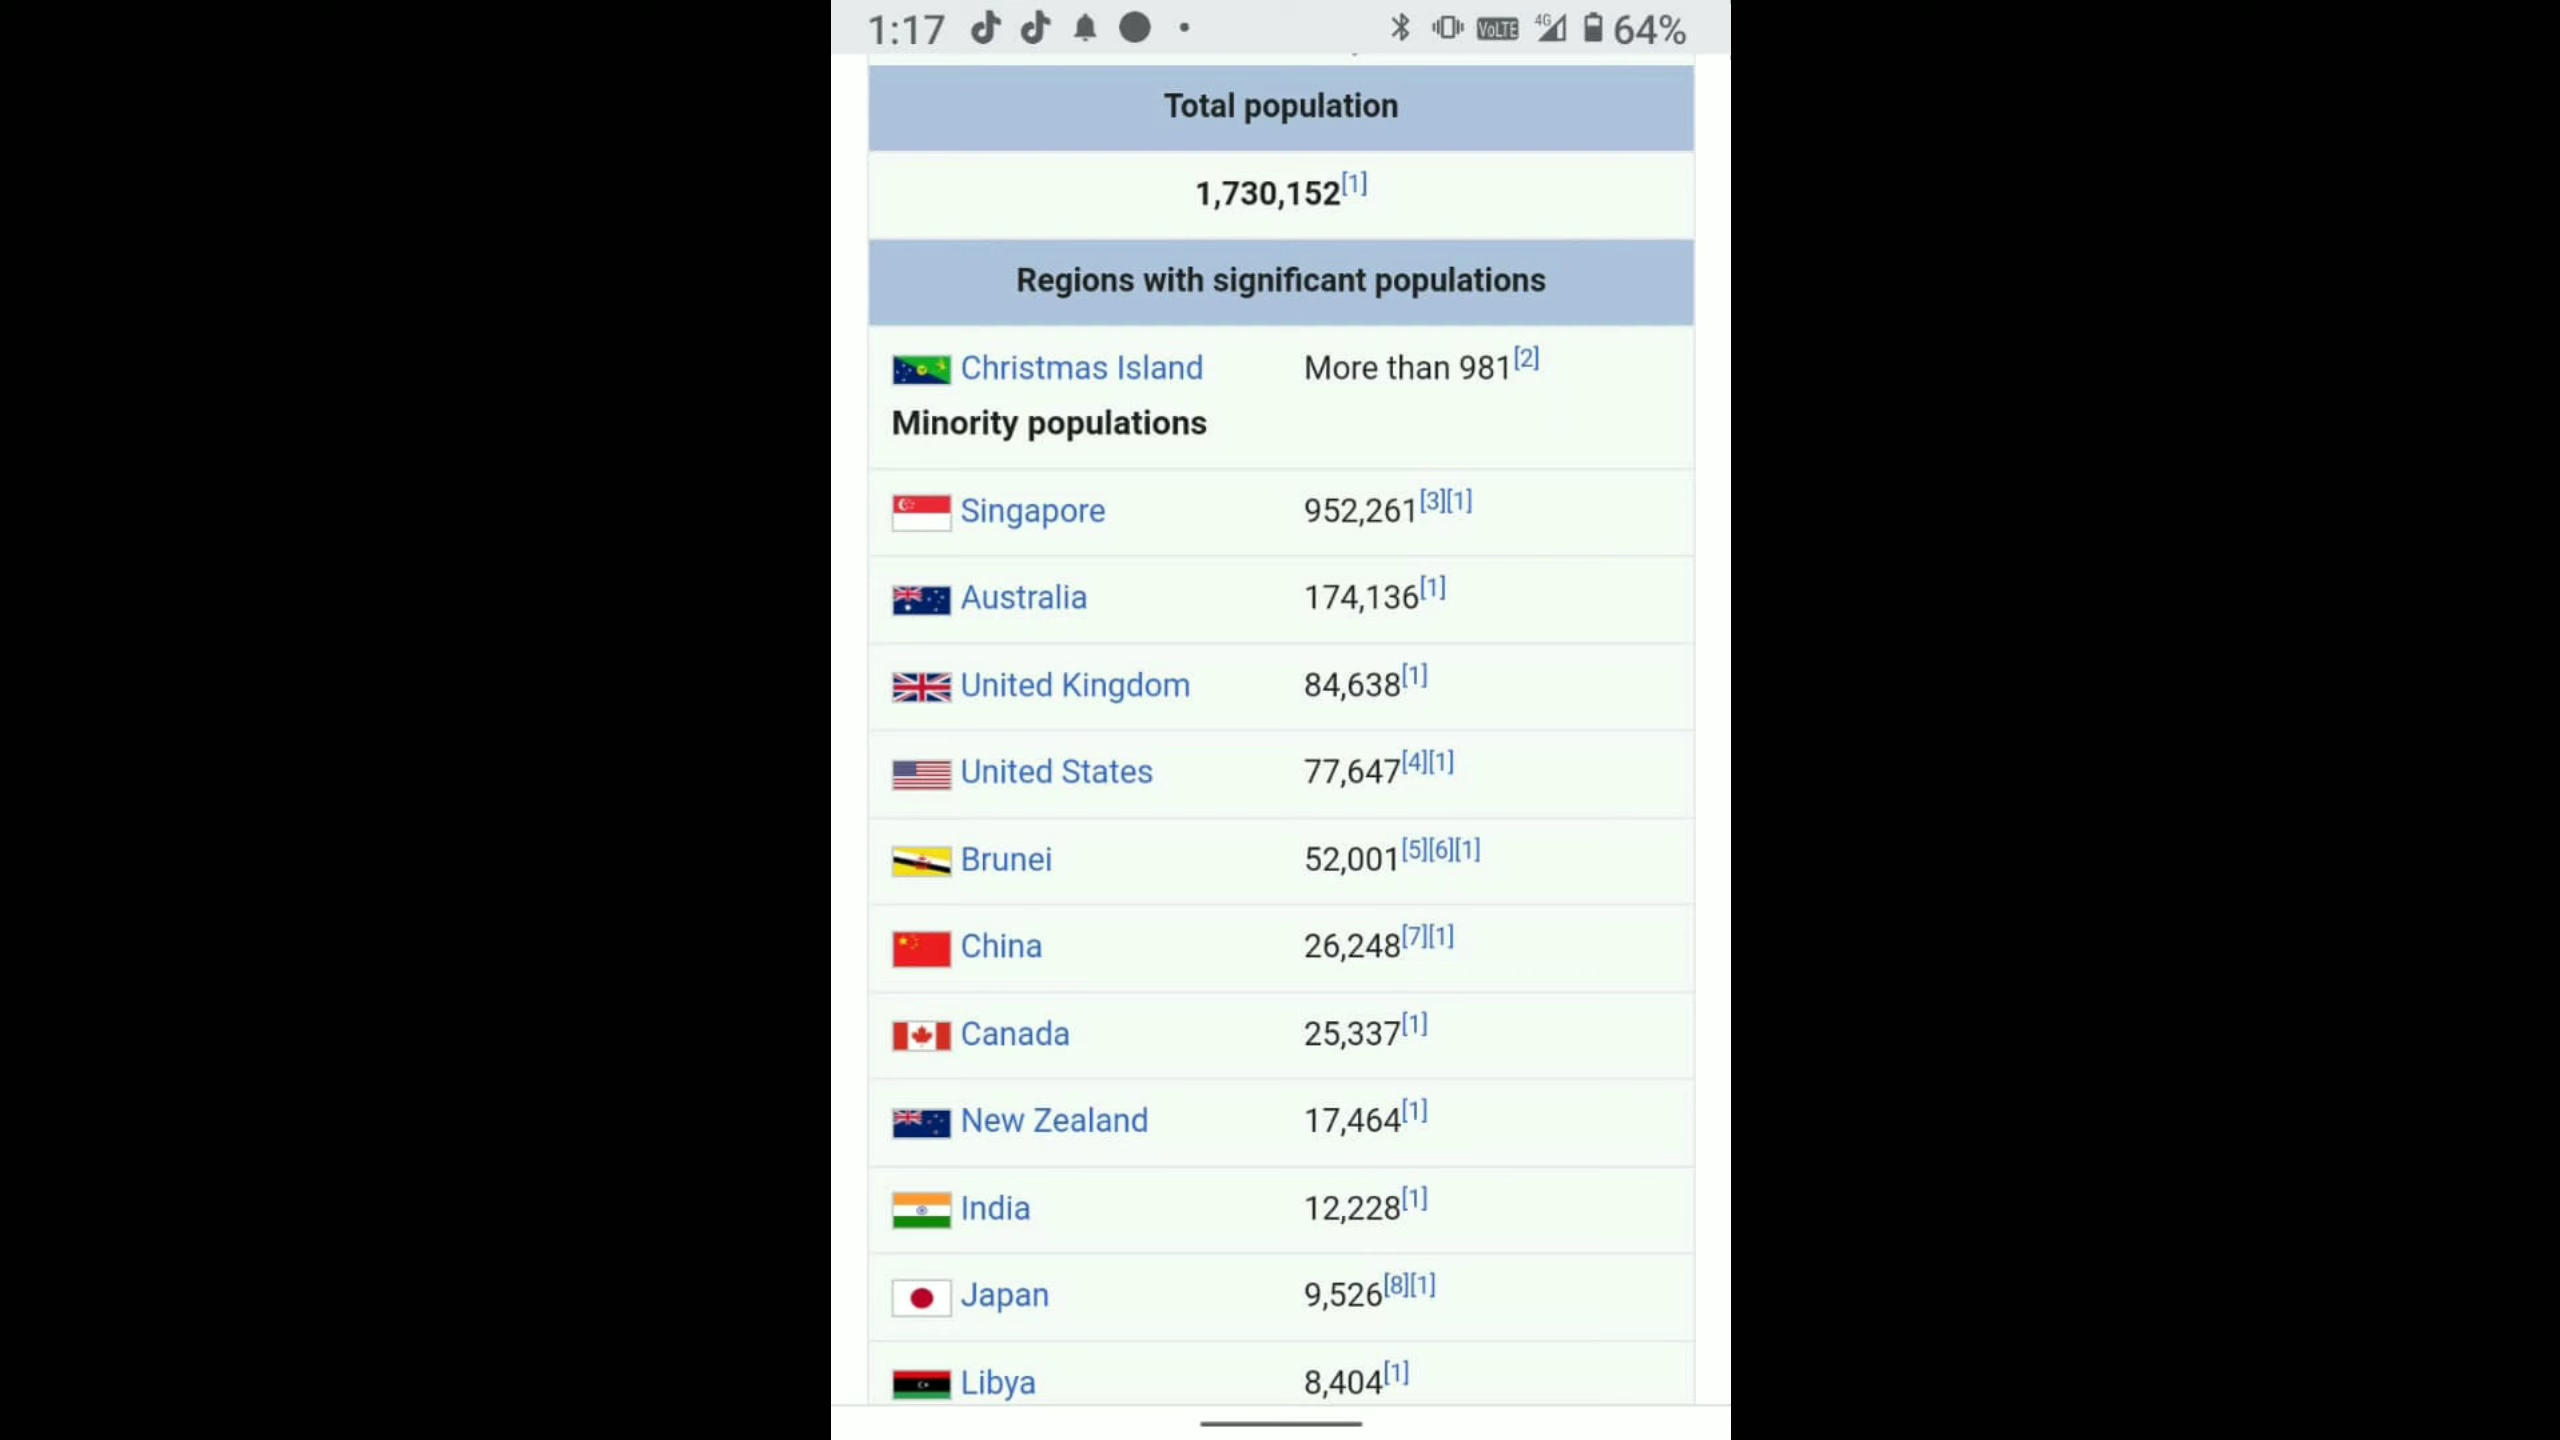 1:17 VoLTE 4G 64%
Total population
1,730,152[1]
Regions with significant populations
Christmas Island More than 981[2]
Minority populations
Singapore 952,261[3][1]
Australia 174,136[1]
United Kingdom 84,638[1]
United States 77,647[4][1]
Brunei 52,001[5][6][1]
China 26,248[7][1]
Canada 25,337[1]
New Zealand 17,464[1]
India 12,228[1]
Japan 9,526[8][1]
Libya 8,404[1]